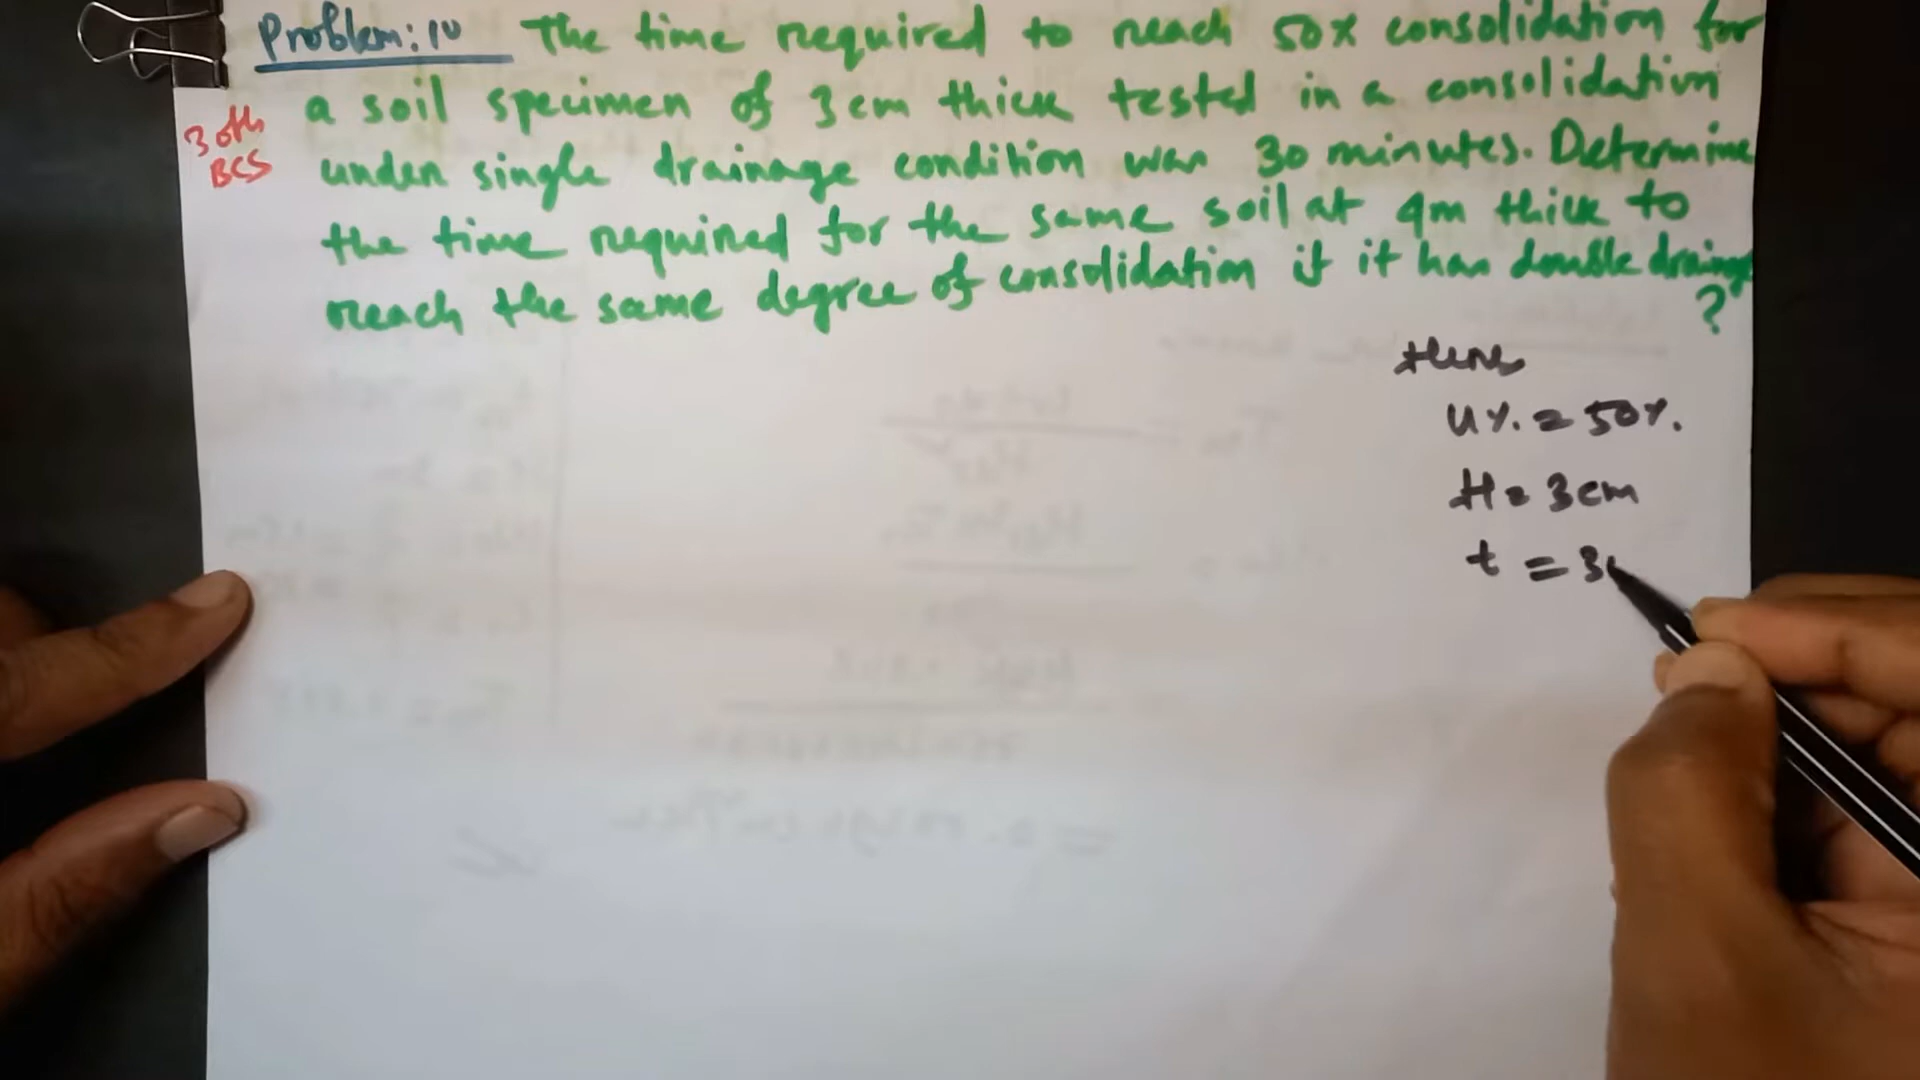 Problem: 10 The time required to reach 50% consolidation for
30th BCS
a soil specimen of 3cm thick tested in a consolidation
under single drainage condition was 30 minutes. Determine
the time required for the same soil at 4m thick to
reach the same degree of consolidation if it has double drainage
?
Here,
U%. = 50%.
H = 3cm
t = 30